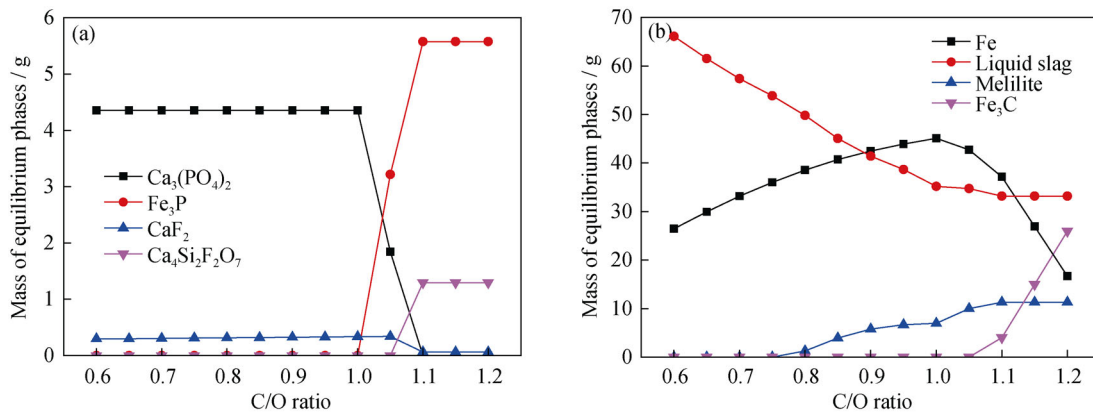 (a)
Mass of equilibrium phases / g
6
5
4
3
2
1
0
Ca₃(PO₄)₂
Fe₃P
CaF₂
Ca₄Si₂F₂O₇
0.6 0.7 0.8 0.9 1.0 1.1 1.2
C/O ratio
(b)
Mass of equilibrium phases / g
70
60
50
40
30
20
10
0
Fe
Liquid slag
Melilite
Fe₃C
0.6 0.7 0.8 0.9 1.0 1.1 1.2
C/O ratio